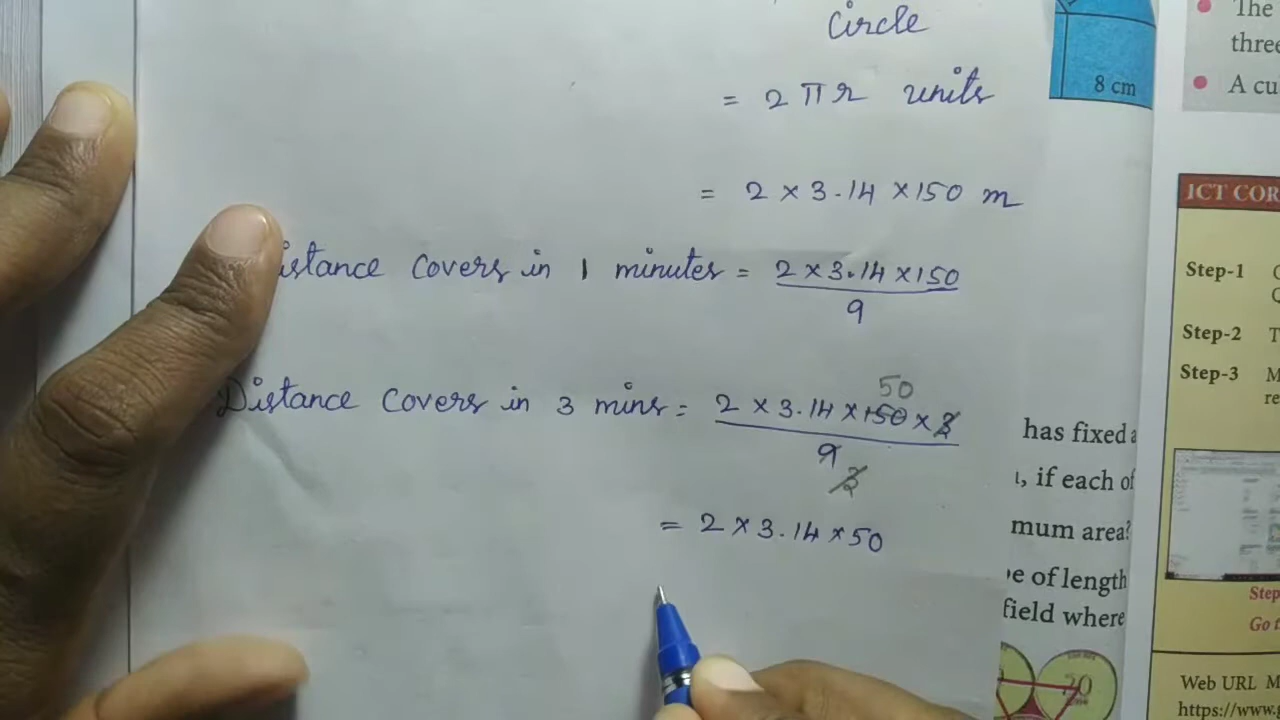 Circle
= 2πr units
= 2 × 3.14 × 150 m
istance covers in 1 minutes = 2 × 3.14 × 150
9
50
Distance covers in 3 mins = 2 × 3.14 × 150 × 3
9
3
= 2 × 3.14 × 50
8 cm
The
three
A cu
ICT COR
Step-1
Step-2 T
Step-3 M
re
has fixed a
, if each of
mum area?
e of length
field where
Step
Go t
Web URL M
https://www.g